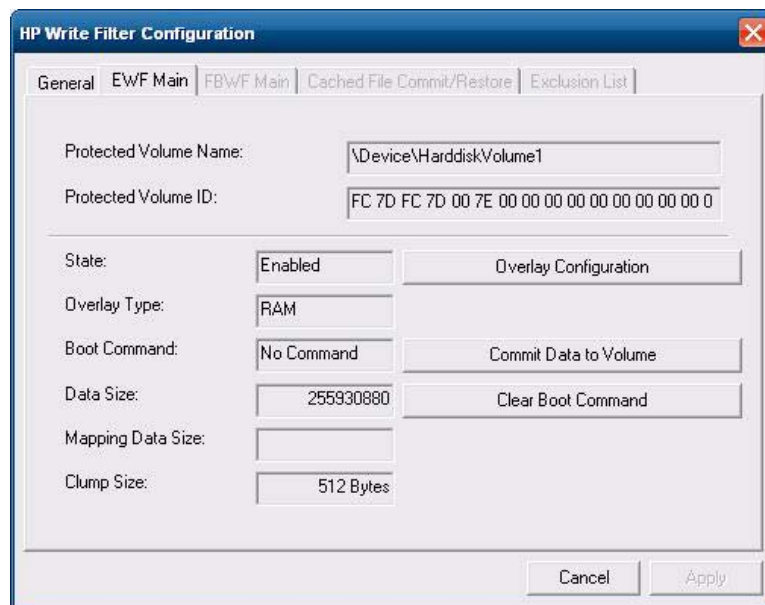 HP Write Filter Configuration
General EWF Main FBWF Main Cached File Commit/Restore Exclusion List
Protected Volume Name: \Device\HarddiskVolume1
Protected Volume ID: FC 7D FC 7D 00 7E 00 00 00 00 00 00 00 00 00 0
State: Enabled Overlay Configuration
Overlay Type: RAM
Boot Command: No Command Commit Data to Volume
Data Size: 255930880 Clear Boot Command
Mapping Data Size:
Clump Size: 512 Bytes
Cancel Apply